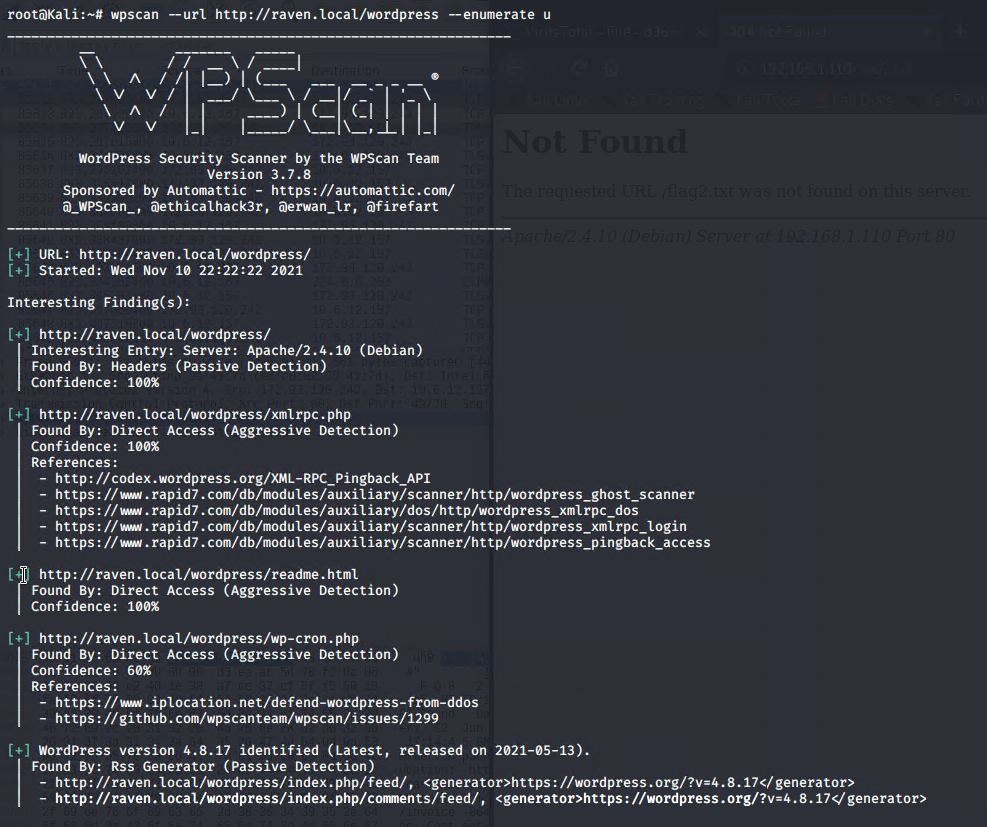 root@Kali:~# wpscan --url http://raven.local/wordpress --enumerate u
WPScan ®
WordPress Security Scanner by the WPScan Team
Version 3.7.8
Sponsored by Automattic - https://automattic.com/
@_WPScan_, @ethicalhack3r, @erwan_lr, @firefart
[+] URL: http://raven.local/wordpress/
[+] Started: Wed Nov 10 22:22:22 2021
Interesting Finding(s):
[+] http://raven.local/wordpress/
| Interesting Entry: Server: Apache/2.4.10 (Debian)
| Found By: Headers (Passive Detection)
| Confidence: 100%
[+] http://raven.local/wordpress/xmlrpc.php
| Found By: Direct Access (Aggressive Detection)
| Confidence: 100%
| References:
|  - http://codex.wordpress.org/XML-RPC_Pingback_API
|  - https://www.rapid7.com/db/modules/auxiliary/scanner/http/wordpress_ghost_scanner
|  - https://www.rapid7.com/db/modules/auxiliary/dos/http/wordpress_xmlrpc_dos
|  - https://www.rapid7.com/db/modules/auxiliary/scanner/http/wordpress_xmlrpc_login
|  - https://www.rapid7.com/db/modules/auxiliary/scanner/http/wordpress_pingback_access
[+] http://raven.local/wordpress/readme.html
| Found By: Direct Access (Aggressive Detection)
| Confidence: 100%
[+] http://raven.local/wordpress/wp-cron.php
| Found By: Direct Access (Aggressive Detection)
| Confidence: 60%
| References:
|  - https://www.iplocation.net/defend-wordpress-from-ddos
|  - https://github.com/wpscanteam/wpscan/issues/1299
[+] WordPress version 4.8.17 identified (Latest, released on 2021-05-13).
| Found By: Rss Generator (Passive Detection)
|  - http://raven.local/wordpress/index.php/feed/, <generator>https://wordpress.org/?v=4.8.17</generator>
|  - http://raven.local/wordpress/index.php/comments/feed/, <generator>https://wordpress.org/?v=4.8.17</generator>
404 Not Found
192.168.1.110
Not Found
The requested URL /flag2.txt was not found on this server.
Apache/2.4.10 (Debian) Server at 192.168.1.110 Port 80